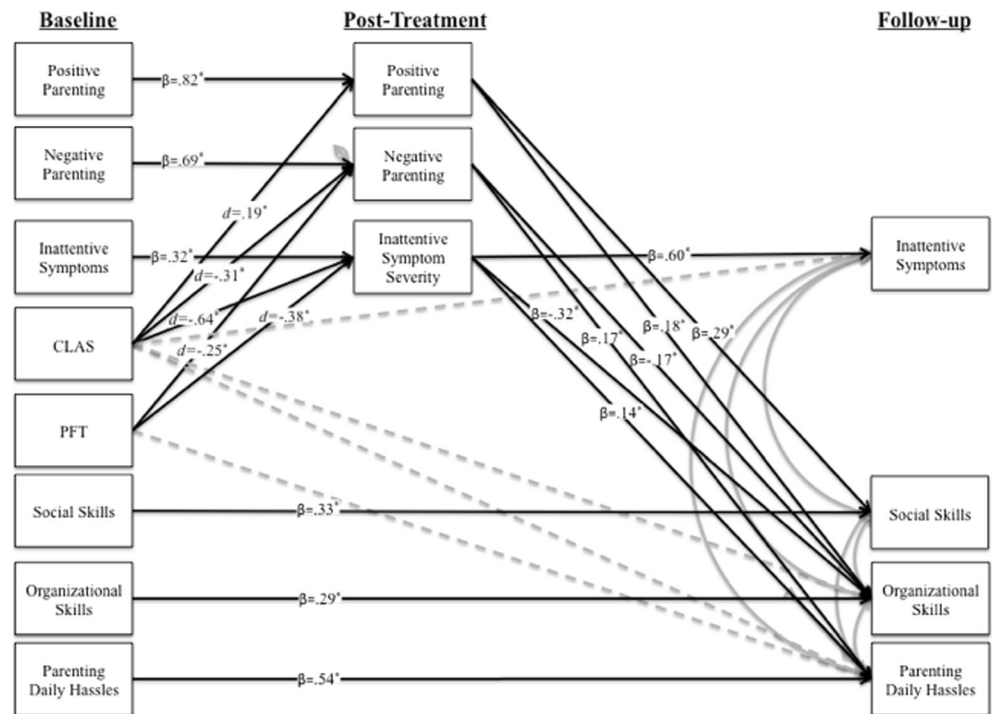 Baseline
Post-Treatment
Follow-up
Positive
Parenting
β=.82*
Positive
Parenting
Negative
Parenting
β=.69*
Negative
Parenting
d=.19*
Inattentive
Symptoms
β=.32*
Inattentive
Symptom
Severity
β=.60*
Inattentive
Symptoms
d=-.31*
CLAS
d=-.64*
d=-.38*
d=-.25*
β=-.32*
β=.17*
β=.18*
β=.29*
β=-.17*
β=.14*
PFT
Social Skills
β=.33*
Social Skills
Organizational
Skills
β=.29*
Organizational
Skills
Parenting
Daily Hassles
β=.54*
Parenting
Daily Hassles